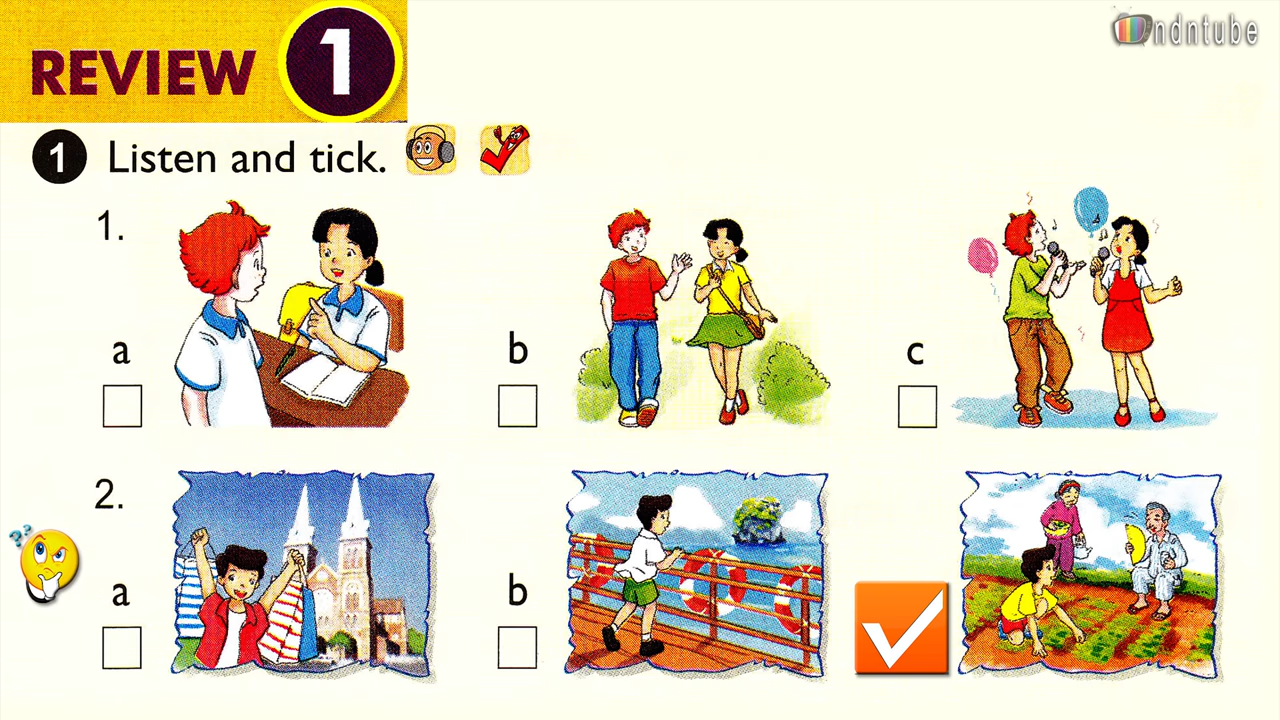 REVIEW 1
ndntube
1 Listen and tick.
1.
a
b
c
2.
??
a
b